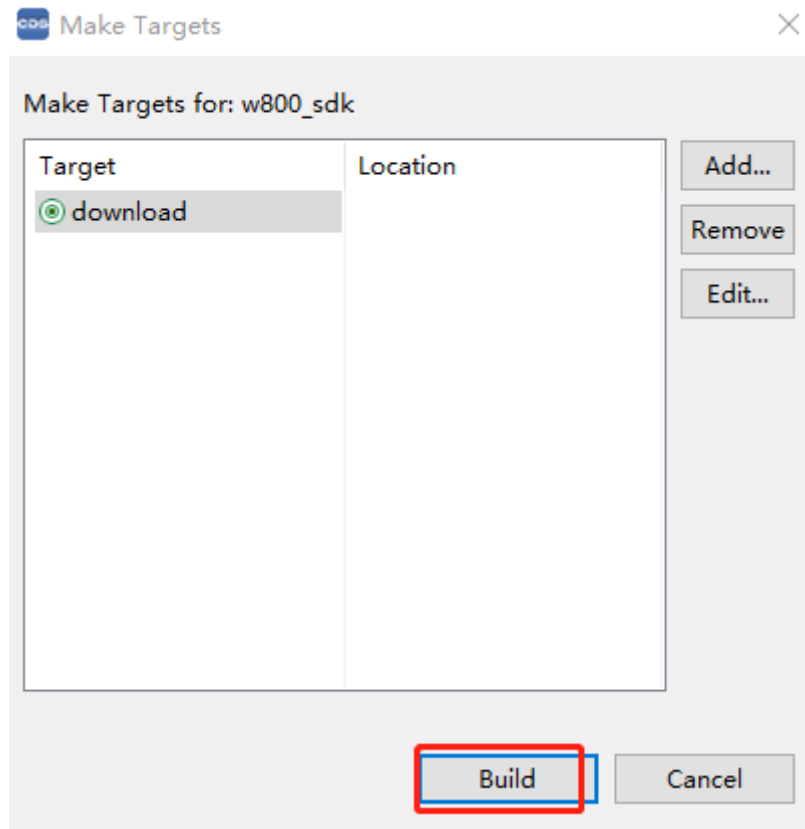 CDS Make Targets
Make Targets for: w800_sdk
Target Location Add...
download
Remove
Edit...
Build Cancel